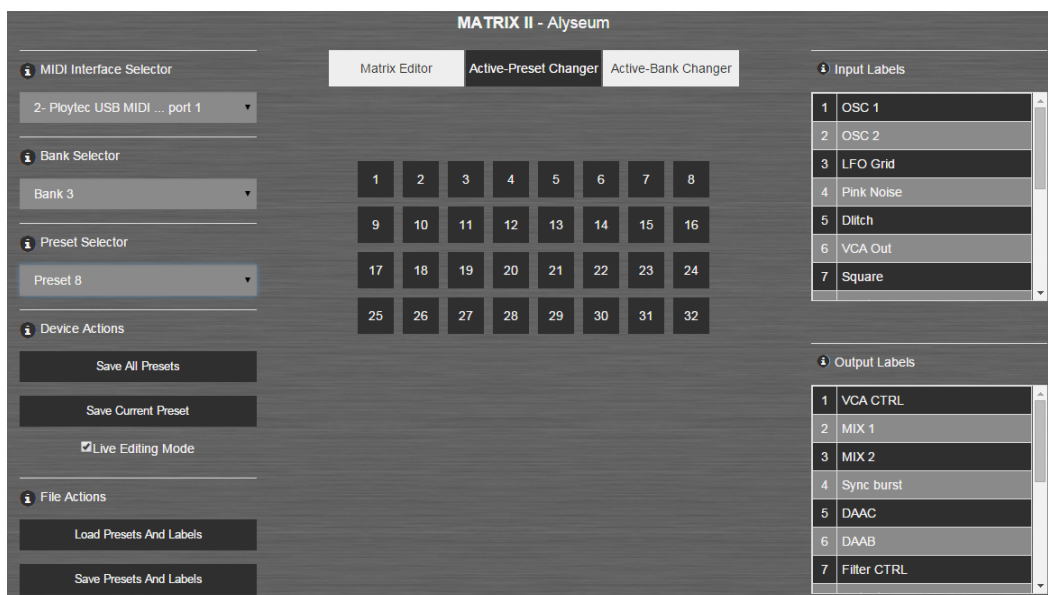 MATRIX II - Alyseum
MIDI Interface Selector
2- Ploytec USB MIDI ... port 1
Bank Selector
Bank 3
Preset Selector
Preset 8
Device Actions
Save All Presets
Save Current Preset
Live Editing Mode
File Actions
Load Presets And Labels
Save Presets And Labels
Matrix Editor
Active-Preset Changer
Active-Bank Changer
1 2 3 4 5 6 7 8
9 10 11 12 13 14 15 16
17 18 19 20 21 22 23 24
25 26 27 28 29 30 31 32
Input Labels
1 OSC 1
2 OSC 2
3 LFO Grid
4 Pink Noise
5 Dlitch
6 VCA Out
7 Square
Output Labels
1 VCA CTRL
2 MIX 1
3 MIX 2
4 Sync burst
5 DAAC
6 DAAB
7 Filter CTRL